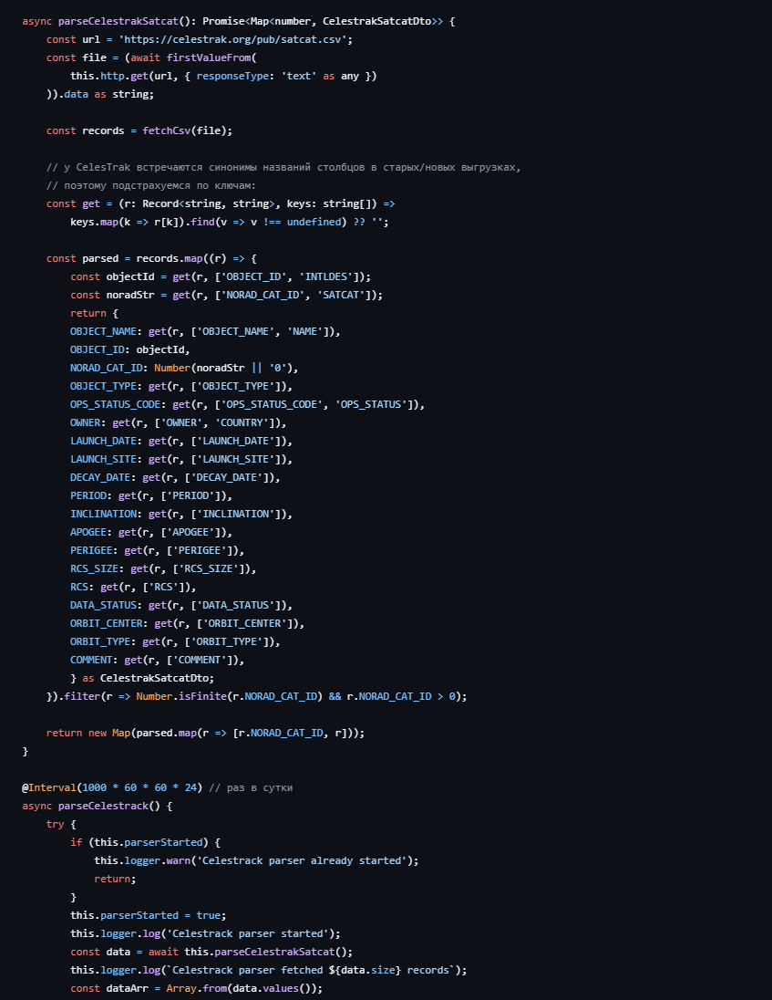 async parseCelestrakSatcat(): Promise<Map<number, CelestrakSatcatDto>> {
    const url = 'https://celestrak.org/pub/satcat.csv';
    const file = (await firstValueFrom(
        this.http.get(url, { responseType: 'text' as any })
    )).data as string;

    const records = fetchCsv(file);

    // у CelesTrak встречаются синонимы названий столбцов в старых/новых выгрузках,
    // поэтому подстрахуемся по ключам:
    const get = (r: Record<string, string>, keys: string[]) =>
        keys.map(k => r[k]).find(v => v !== undefined) ?? '';

    const parsed = records.map((r) => {
        const objectId = get(r, ['OBJECT_ID', 'INTLDES']);
        const noradStr = get(r, ['NORAD_CAT_ID', 'SATCAT']);
        return {
        OBJECT_NAME: get(r, ['OBJECT_NAME', 'NAME']),
        OBJECT_ID: objectId,
        NORAD_CAT_ID: Number(noradStr || '0'),
        OBJECT_TYPE: get(r, ['OBJECT_TYPE']),
        OPS_STATUS_CODE: get(r, ['OPS_STATUS_CODE', 'OPS_STATUS']),
        OWNER: get(r, ['OWNER', 'COUNTRY']),
        LAUNCH_DATE: get(r, ['LAUNCH_DATE']),
        LAUNCH_SITE: get(r, ['LAUNCH_SITE']),
        DECAY_DATE: get(r, ['DECAY_DATE']),
        PERIOD: get(r, ['PERIOD']),
        INCLINATION: get(r, ['INCLINATION']),
        APOGEE: get(r, ['APOGEE']),
        PERIGEE: get(r, ['PERIGEE']),
        RCS_SIZE: get(r, ['RCS_SIZE']),
        RCS: get(r, ['RCS']),
        DATA_STATUS: get(r, ['DATA_STATUS']),
        ORBIT_CENTER: get(r, ['ORBIT_CENTER']),
        ORBIT_TYPE: get(r, ['ORBIT_TYPE']),
        COMMENT: get(r, ['COMMENT']),
        } as CelestrakSatcatDto;
    }).filter(r => Number.isFinite(r.NORAD_CAT_ID) && r.NORAD_CAT_ID > 0);

    return new Map(parsed.map(r => [r.NORAD_CAT_ID, r]));
}

@Interval(1000 * 60 * 60 * 24) // раз в сутки
async parseCelestrack() {
    try {
        if (this.parserStarted) {
            this.logger.warn('Celestrack parser already started');
            return;
        }
        this.parserStarted = true;
        this.logger.log('Celestrack parser started');
        const data = await this.parseCelestrakSatcat();
        this.logger.log(`Celestrack parser fetched ${data.size} records`);
        const dataArr = Array.from(data.values());